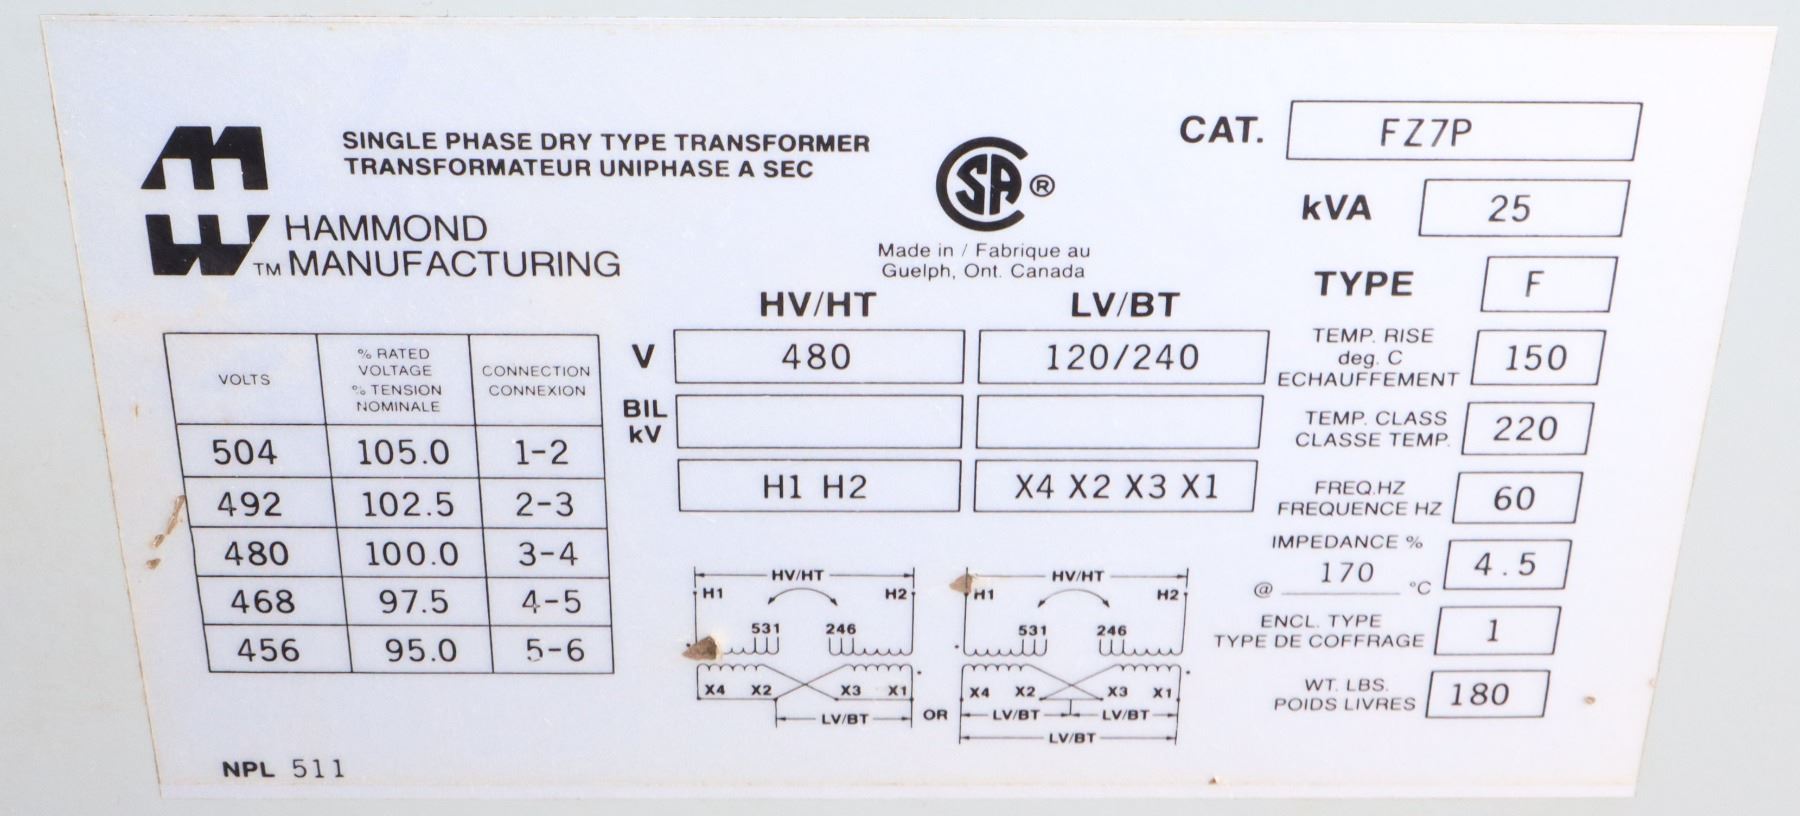 SINGLE PHASE DRY TYPE TRANSFORMER
TRANSFORMATEUR UNIPHASE A SEC
HAMMOND
™ MANUFACTURING
CSA ®
Made in / Fabrique au
Guelph, Ont. Canada
CAT. FZ7P
kVA 25
TYPE F
TEMP. RISE
deg. C 150
ECHAUFFEMENT
TEMP. CLASS 220
CLASSE TEMP.
FREQ.HZ 60
FREQUENCE HZ
IMPEDANCE % 4.5
@ 170 °C
ENCL. TYPE 1
TYPE DE COFFRAGE
WT. LBS. 180
POIDS LIVRES
HV/HT LV/BT
V 480 120/240
BIL
kV
H1 H2 X4 X2 X3 X1
VOLTS % RATED VOLTAGE % TENSION NOMINALE CONNECTION CONNEXION
504 105.0 1-2
492 102.5 2-3
480 100.0 3-4
468 97.5 4-5
456 95.0 5-6
HV/HT
H1 H2
531 246
X4 X2 X3 X1
LV/BT
OR
HV/HT
H1 H2
531 246
X4 X2 X3 X1
LV/BT LV/BT
LV/BT
NPL 511